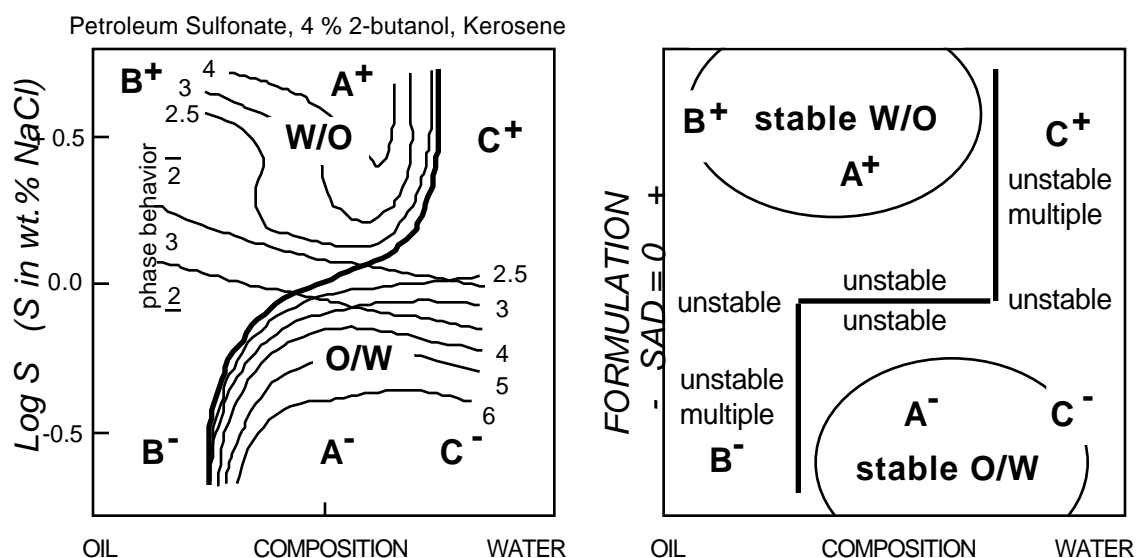 Petroleum Sulfonate, 4 % 2-butanol, Kerosene
B+
4
3
2.5
A+
W/O
C+
0.5
Log S (S in wt.% NaCl)
phase behavior
2
3
2
0.0
2.5
3
4
5
6
O/W
-0.5
B-
A-
C-
OIL COMPOSITION WATER
B+
stable W/O
A+
C+
unstable
multiple
FORMULATION
- SAD = 0 +
unstable
unstable
unstable
unstable
unstable
multiple
A-
C-
B-
stable O/W
OIL COMPOSITION WATER